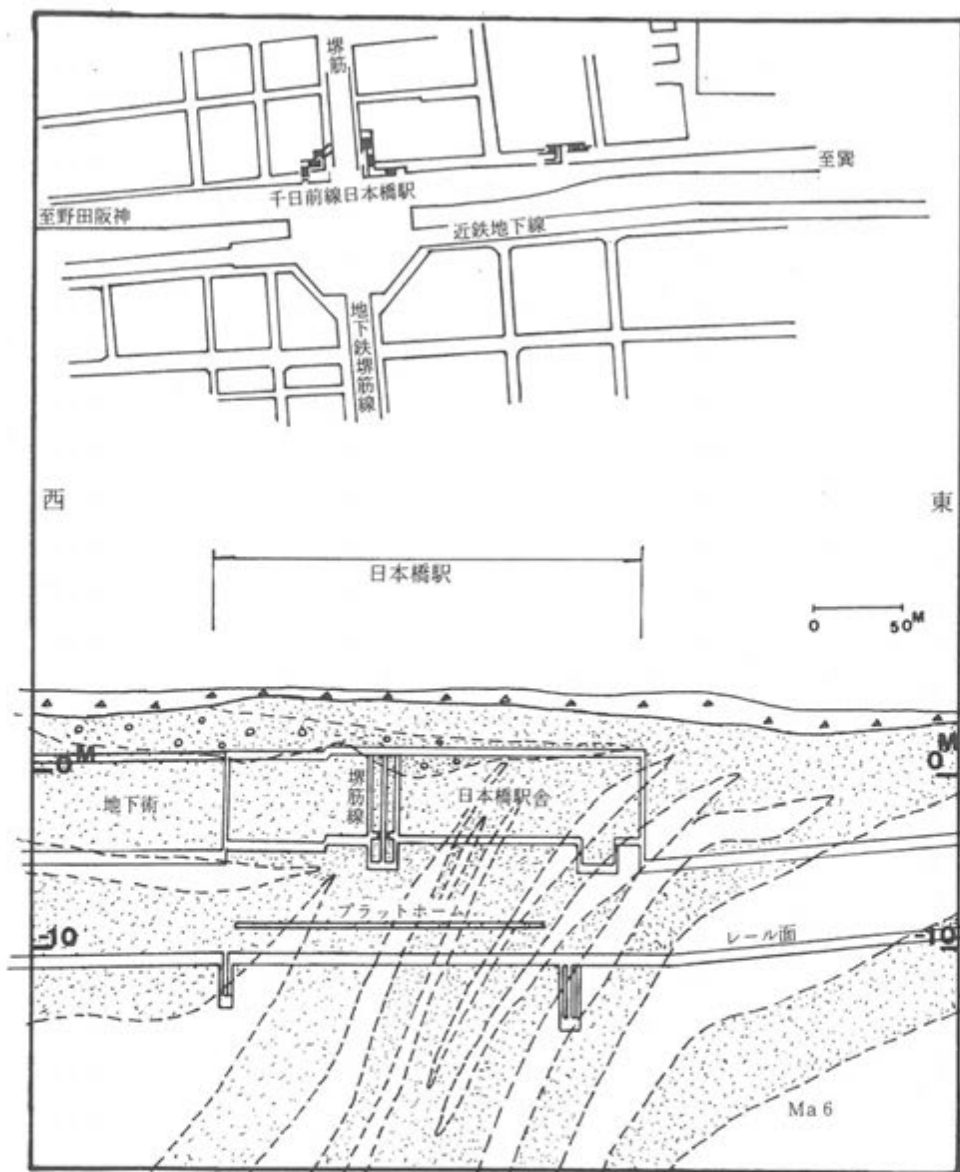 堺筋
至巽
千日前線日本橋駅
至野田阪神
近鉄地下線
地下鉄堺筋線
西
東
日本橋駅
0 50M
0M
0M
堺筋線
地下術
日本橋駅舎
プラットホーム
-10
-10
レール面
Ma 6